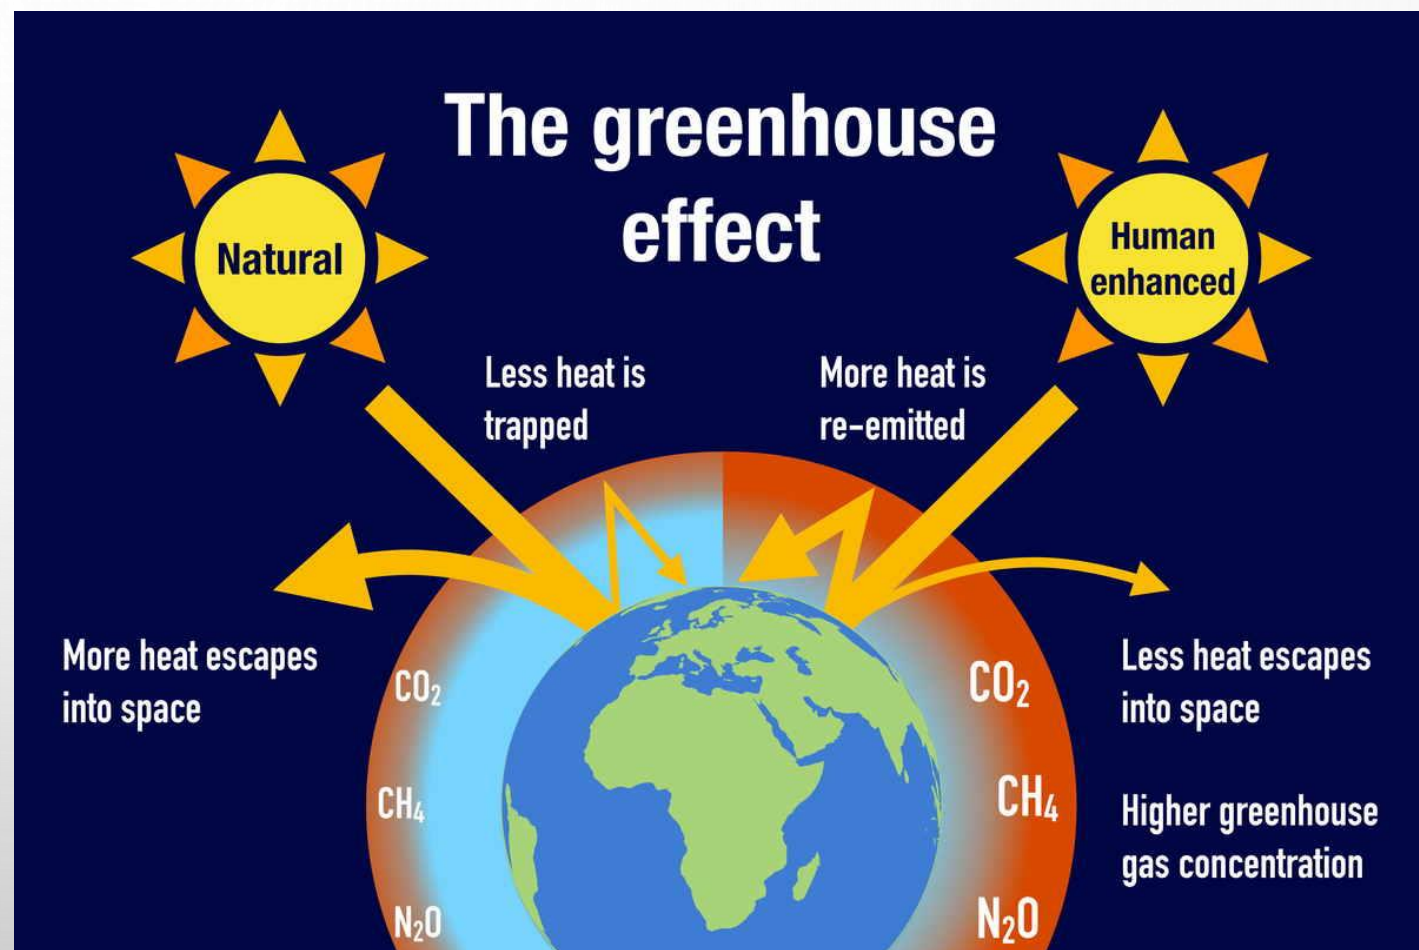 The greenhouse
effect
Natural
Human
enhanced
Less heat is
trapped
More heat is
re-emitted
More heat escapes
into space
CO₂
CH₄
N₂O
CO₂
CH₄
N₂O
Less heat escapes
into space
Higher greenhouse
gas concentration